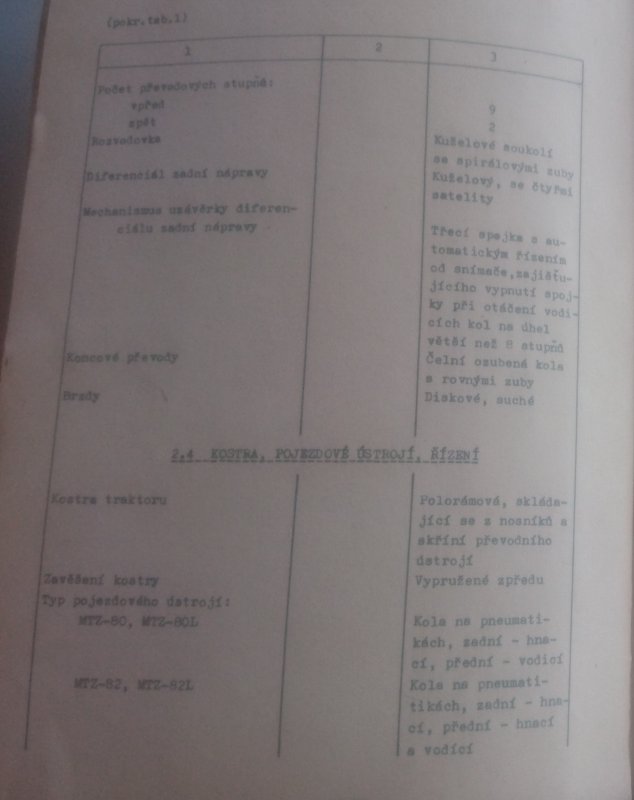 (pokr.tab.1)
1 2 3
Počet převodových stupňů:
vpřed 9
zpět 2
Rozvodovka Kuželové soukolí
se spirálovými zuby
Diferenciál zadní nápravy Kuželový, se čtyřmi
satelity
Mechanismus uzávěrky diferen-
ciálu zadní nápravy Třecí spojka s au-
tomatickým řízením
od snímače,zajišťu-
jícího vypnutí spoj-
ky při otáčení vodi-
cích kol na úhel
větší než 8 stupňů
Koncové převody Čelní ozubená kola
s rovnými zuby
Brzdy Diskové, suché
2.4 KOSTRA, POJEZDOVÉ ÚSTROJÍ, ŘÍZENÍ
Kostra traktoru Polorámová, skláda-
jící se z nosníků a
skříní převodního
ústrojí
Zavěšení kostry Vypružené zpředu
Typ pojezdového ústrojí:
MTZ-80, MTZ-80L Kola na pneumati-
kách, zadní - hna-
cí, přední - vodicí
MTZ-82, MTZ-82L Kola na pneumati-
tikách, zadní - hna-
cí, přední - hnací
a vodící